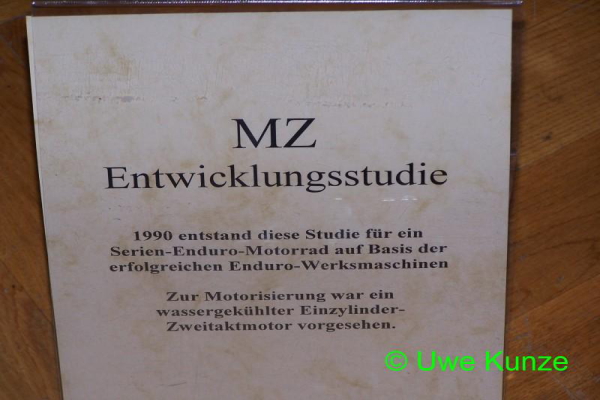 MZ
Entwicklungsstudie
1990 entstand diese Studie für ein
Serien-Enduro-Motorrad auf Basis der
erfolgreichen Enduro-Werksmaschinen
Zur Motorisierung war ein
wassergekühlter Einzylinder-
Zweitaktmotor vorgesehen.
© Uwe Kunze